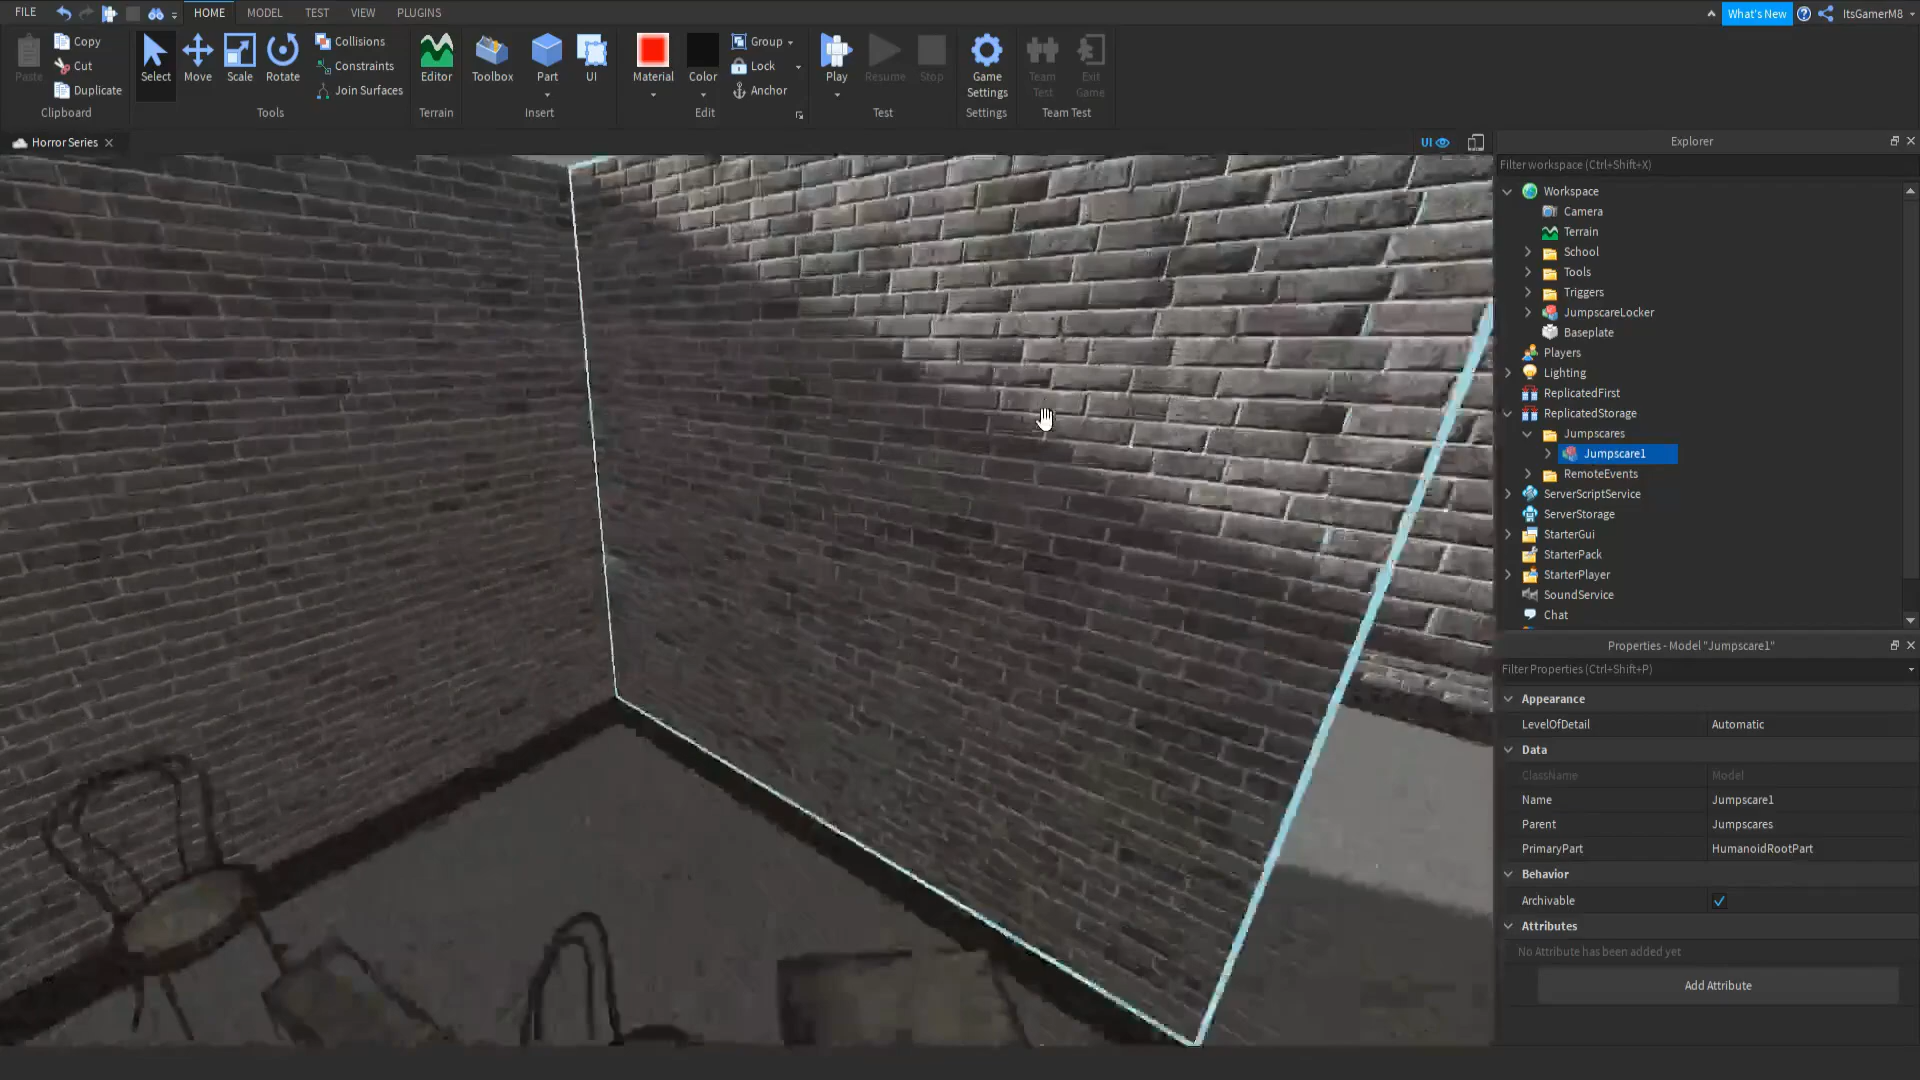 FILE HOME MODEL TEST VIEW PLUGINS What's New ItsGamerM8
Paste Copy Cut Duplicate Clipboard
Select Move Scale Rotate Collisions Constraints Join Surfaces Tools
Editor Terrain
Toolbox Part UI Insert
Material Color Group Lock Anchor Edit
Play Resume Stop Test
Game Settings Settings
Team Test Exit Game Team Test
Horror Series
UI
Explorer
Filter workspace (Ctrl+Shift+X)
Workspace
Camera
Terrain
School
Tools
Triggers
JumpscareLocker
Baseplate
Players
Lighting
ReplicatedFirst
ReplicatedStorage
Jumpscares
Jumpscare1
RemoteEvents
ServerScriptService
ServerStorage
StarterGui
StarterPack
StarterPlayer
SoundService
Chat
Properties - Model "Jumpscare1"
Filter Properties (Ctrl+Shift+P)
Appearance
LevelOfDetail Automatic
Data
ClassName Model
Name Jumpscare1
Parent Jumpscares
PrimaryPart HumanoidRootPart
Behavior
Archivable
Attributes
No Attribute has been added yet
Add Attribute